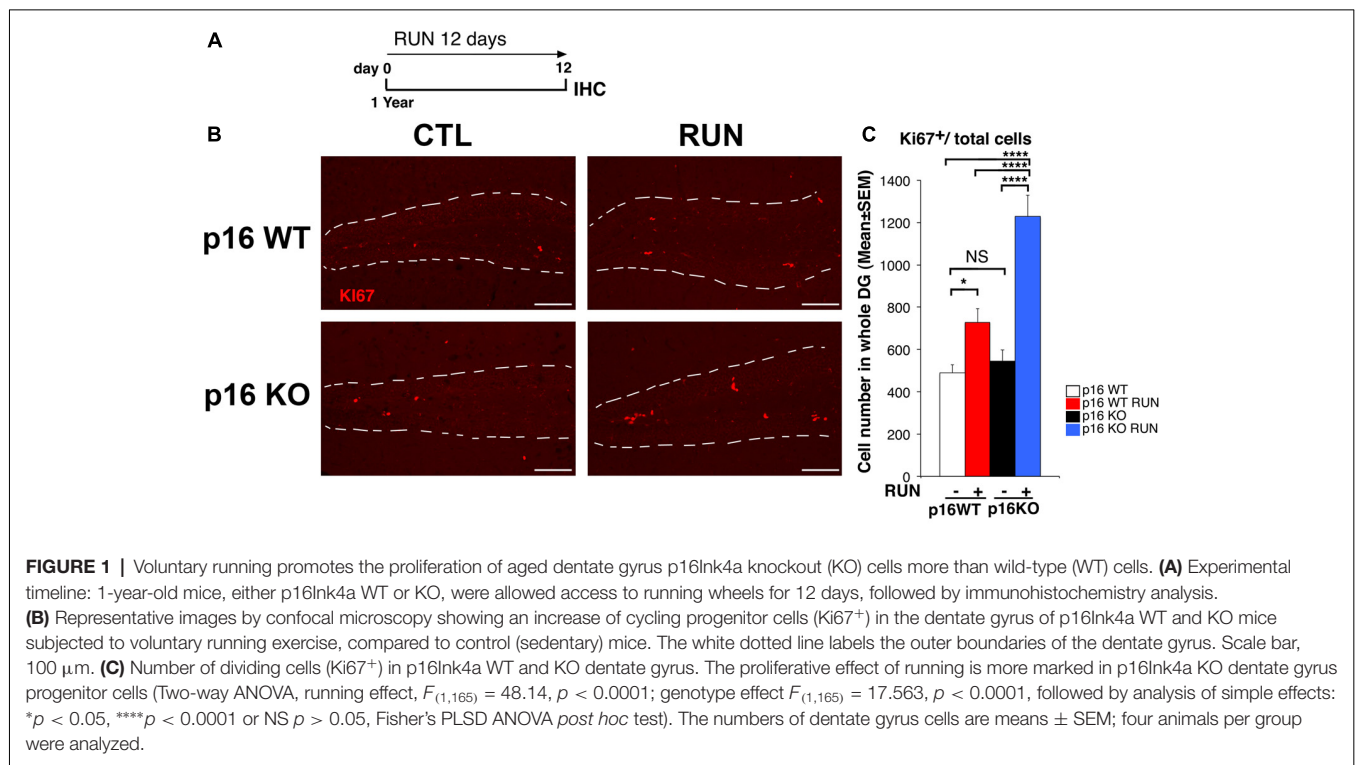 A
RUN 12 days
day 0
12
IHC
1 Year
B
CTL
RUN
p16 WT
KI67
p16 KO
C
Ki67+/ total cells
****
****
****
NS
*
Cell number in whole DG (Mean±SEM)
1400
1200
1000
800
600
400
200
0
RUN - + - +
p16WT p16KO
p16 WT
p16 WT RUN
p16 KO
p16 KO RUN
FIGURE 1 | Voluntary running promotes the proliferation of aged dentate gyrus p16Ink4a knockout (KO) cells more than wild-type (WT) cells. (A) Experimental
timeline: 1-year-old mice, either p16Ink4a WT or KO, were allowed access to running wheels for 12 days, followed by immunohistochemistry analysis.
(B) Representative images by confocal microscopy showing an increase of cycling progenitor cells (Ki67+) in the dentate gyrus of p16Ink4a WT and KO mice
subjected to voluntary running exercise, compared to control (sedentary) mice. The white dotted line labels the outer boundaries of the dentate gyrus. Scale bar,
100 μm. (C) Number of dividing cells (Ki67+) in p16Ink4a WT and KO dentate gyrus. The proliferative effect of running is more marked in p16Ink4a KO dentate gyrus
progenitor cells (Two-way ANOVA, running effect, F(1,165) = 48.14, p < 0.0001; genotype effect F(1,165) = 17.563, p < 0.0001, followed by analysis of simple effects:
*p < 0.05, ****p < 0.0001 or NS p > 0.05, Fisher's PLSD ANOVA post hoc test). The numbers of dentate gyrus cells are means ± SEM; four animals per group
were analyzed.